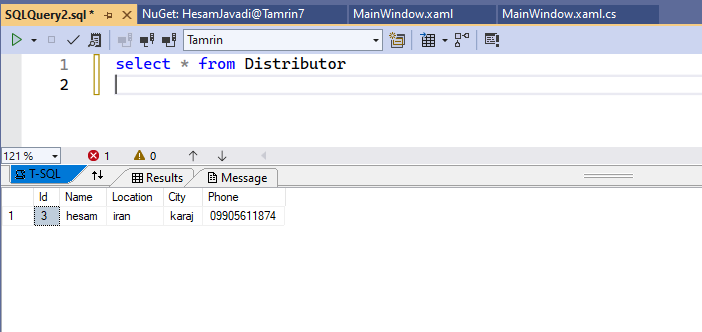 SQLQuery2.sql * NuGet: HesamJavadi@Tamrin7 MainWindow.xaml MainWindow.xaml.cs
Tamrin
1 select * from Distributor
2
121 % 1 0
T-SQL Results Message
Id Name Location City Phone
1 3 hesam iran karaj 09905611874